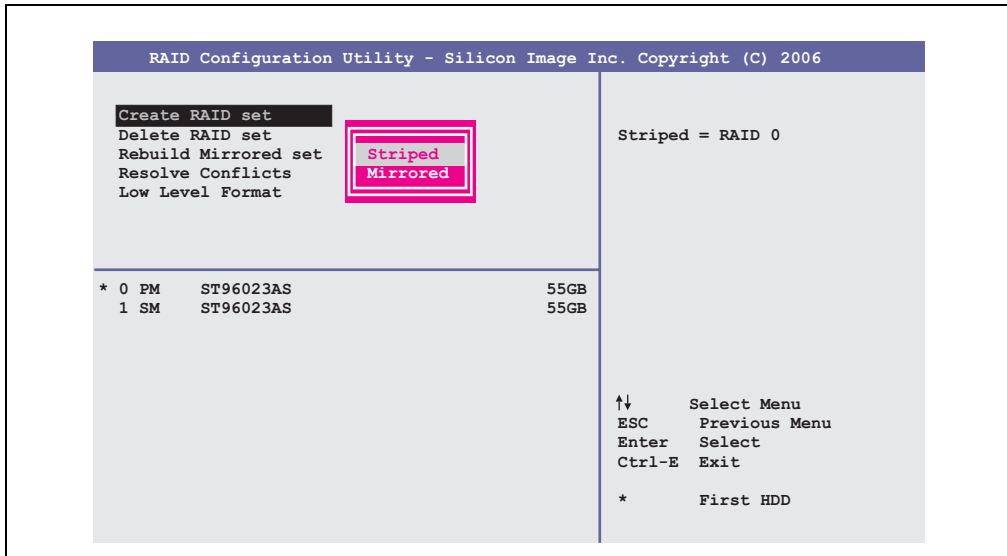 RAID Configuration Utility - Silicon Image Inc. Copyright (C) 2006
Create RAID set
Delete RAID set
Rebuild Mirrored set
Resolve Conflicts
Low Level Format
Striped
Mirrored
Striped = RAID 0
* 0 PM ST96023AS 55GB
1 SM ST96023AS 55GB
↑↓ Select Menu
ESC Previous Menu
Enter Select
Ctrl-E Exit
* First HDD